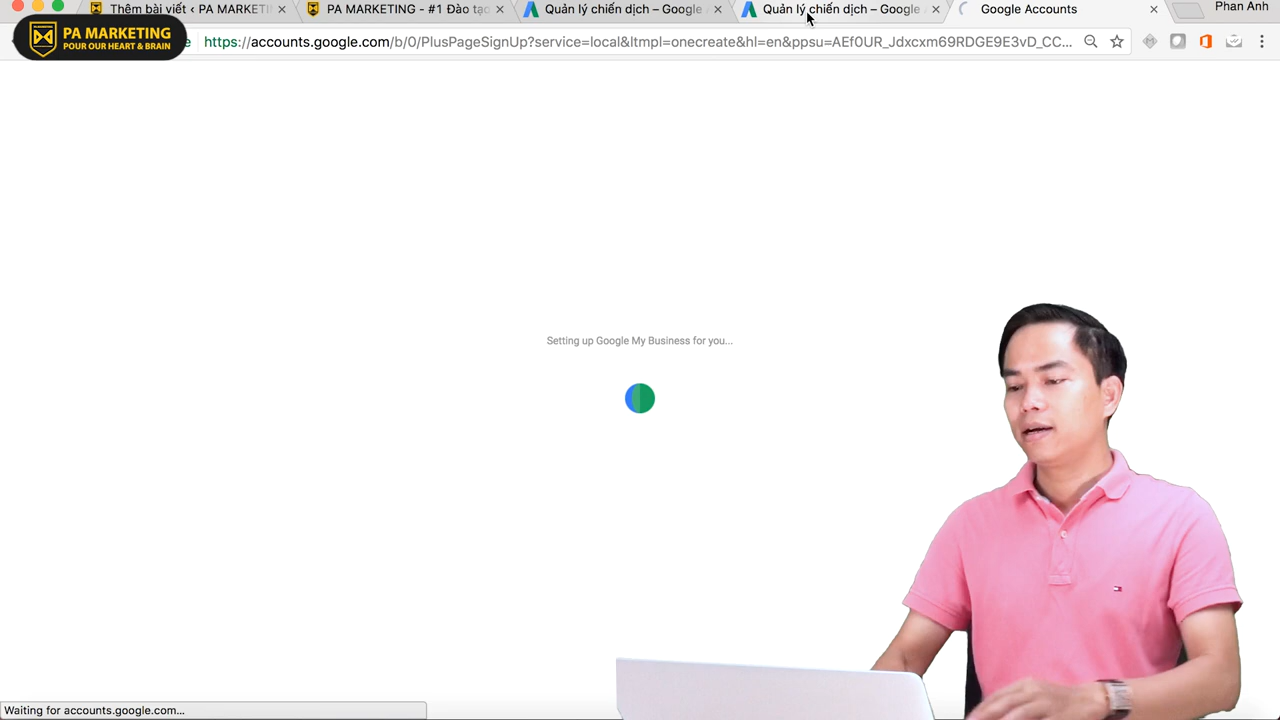 Thêm bài viết ‹ PA MARKETI
PA MARKETING - #1 Đào tạo
Quản lý chiến dịch – Google
Quản lý chiến dịch – Google
Google Accounts
Phan Anh
PA MARKETING
POUR OUR HEART & BRAIN
https://accounts.google.com/b/0/PlusPageSignUp?service=local&ltmpl=onecreate&hl=en&ppsu=AEf0UR_Jdxcxm69RDGE9E3vD_CC...
Setting up Google My Business for you...
Waiting for accounts.google.com...